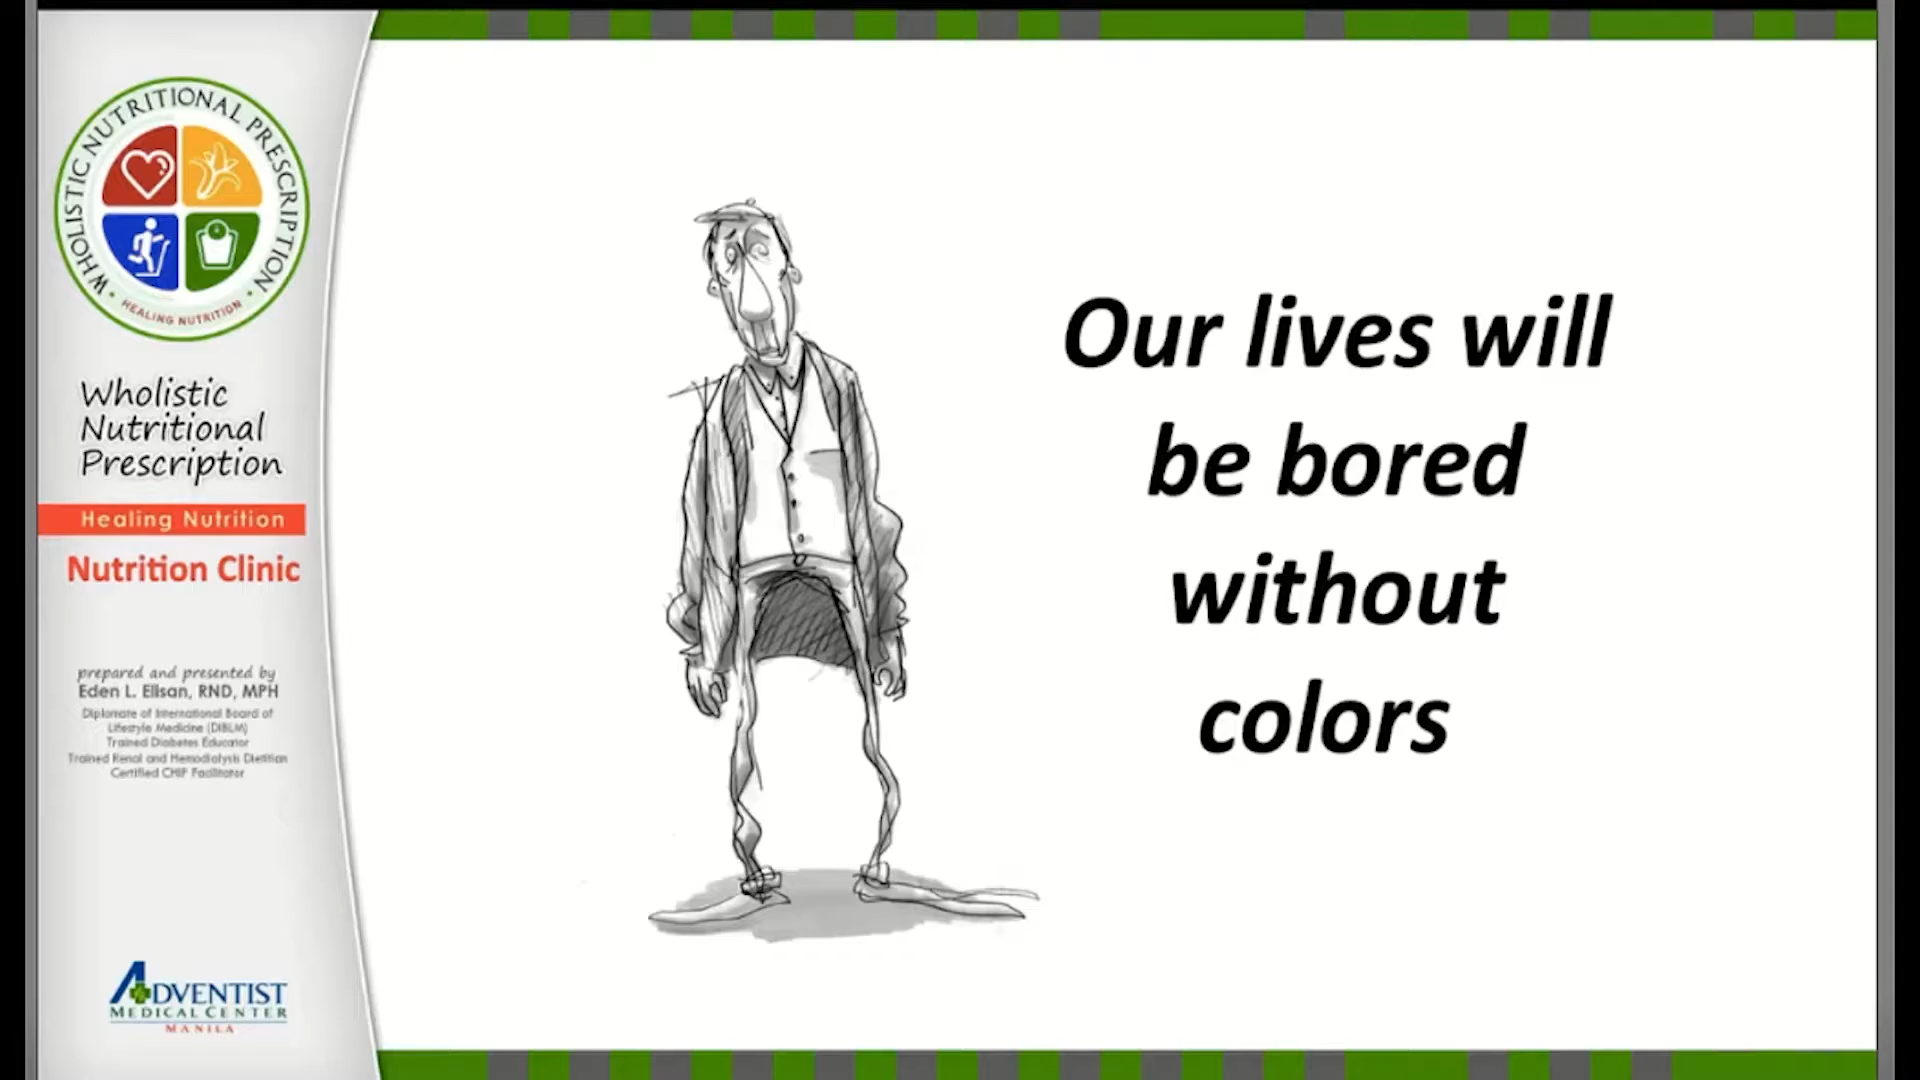 WHOLISTIC NUTRITIONAL PRESCRIPTION
• HEALING NUTRITION •
Wholistic
Nutritional
Prescription
Healing Nutrition
Nutrition Clinic
prepared and presented by
Eden L. Elisan, RND, MPH
Diplomate of International Board of
Lifestyle Medicine (DIBLM)
Trained Diabetes Educator
Trained Renal and Hemodialysis Dietitian
Certified CHIP Facilitator
ADVENTIST
MEDICAL CENTER
MANILA
Our lives will
be bored
without
colors